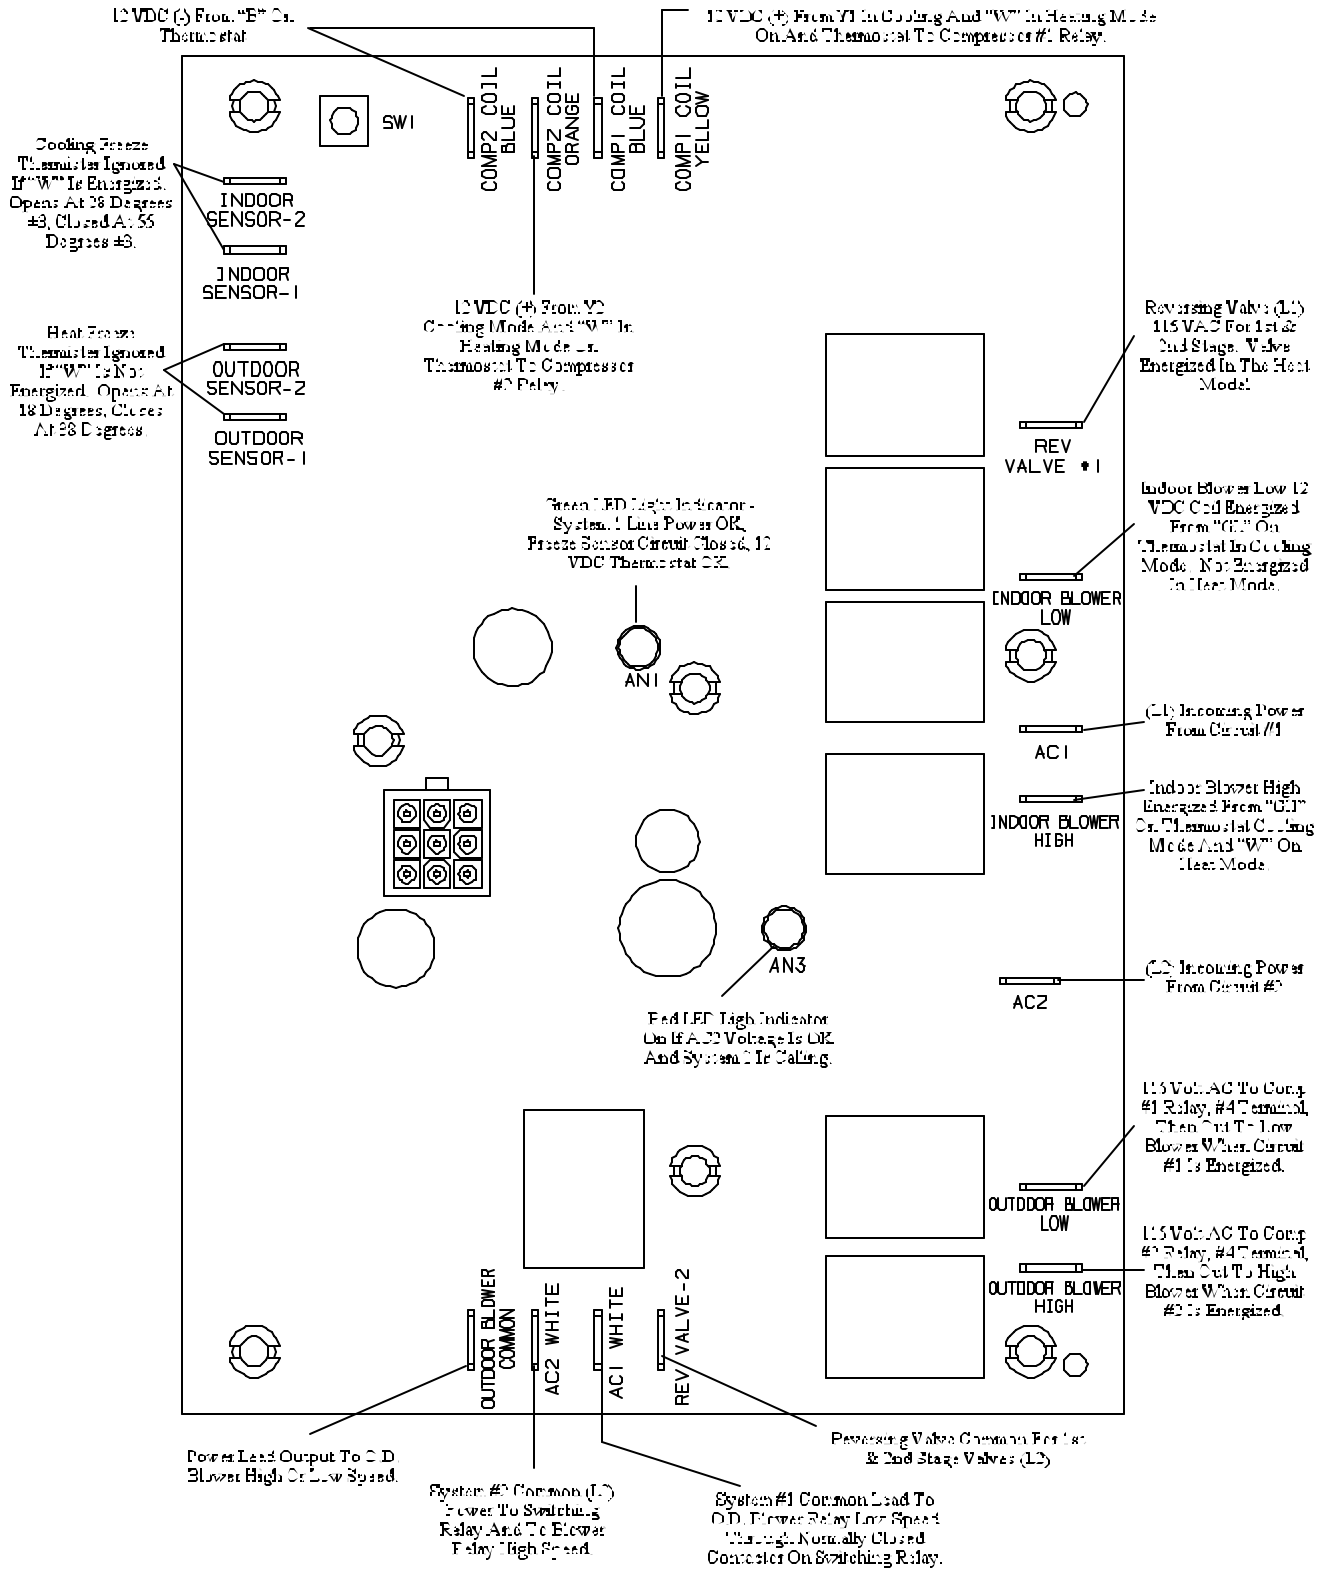 12 VDC (-) From "B" On
Thermostat
12 VDC (+) From Y1 In Cooling And "W" In Heating Mode
On And Thermostat To Compressor #1 Relay.
SW1
COMP2 COIL
BLUE
COMP2 COIL
ORANGE
COMP1 COIL
BLUE
COMP1 COIL
YELLOW
Cooling Freeze
Thermister Ignored
If "W" Is Energized.
Opens At 28 Degrees
±3, Closed At 55
Degrees ±3.
INDOOR
SENSOR-2
INDOOR
SENSOR-1
Heat Freeze
Thermister Ignored
If "W" Is Not
Energized. Opens At
18 Degrees, Closes
At 38 Degrees.
OUTDOOR
SENSOR-2
OUTDOOR
SENSOR-1
12 VDC (+) From Y2
Cooling Mode And "W" In
Heating Mode On
Thermostat To Compressor
#2 Relay.
Reversing Valve (L1)
115 VAC For 1st &
2nd Stage. Valve
Energized In The Heat
Mode.
REV
VALVE #1
Indoor Blower Low 12
VDC Coil Energized
From "GL" On
Thermostat In Cooling
Mode. Not Energized
In Heat Mode.
INDOOR BLOWER
LOW
Green LED Light Indicator -
System 1 Line Power OK,
Freeze Sensor Circuit Closed, 12
VDC Thermostat OK.
AN1
(L1) Incoming Power
From Circuit #1
AC1
Indoor Blower High
Energized From "GH"
On Thermostat Cooling
Mode And "W" On
Heat Mode.
INDOOR BLOWER
HIGH
AN3
Red LED Ligh Indicator
On If AC2 Voltage Is OK
And System 2 Is Calling.
(L2) Incoming Power
From Circuit #2
AC2
115 Volt AC To Comp
#1 Relay, #4 Terminal,
Then Out To Low
Blower When Circuit
#1 Is Energized.
OUTDOOR BLOWER
LOW
115 Volt AC To Comp
#2 Relay, #4 Terminal,
Then Out To High
Blower When Circuit
#2 Is Energized.
OUTDOOR BLOWER
HIGH
OUTDOOR BLOWER
COMMON
AC2 WHITE
AC1 WHITE
REV VALVE-2
Power Lead Output To O.D.
Blower High Or Low Speed.
System #2 Common (L2)
Power To Switching
Relay And To Blower
Relay High Speed.
System #1 Common Lead To
O.D. Blower Relay Low Speed
Through Normally Closed
Contactor On Switching Relay.
Reversing Valve Common For 1st
& 2nd Stage Valves (L2)